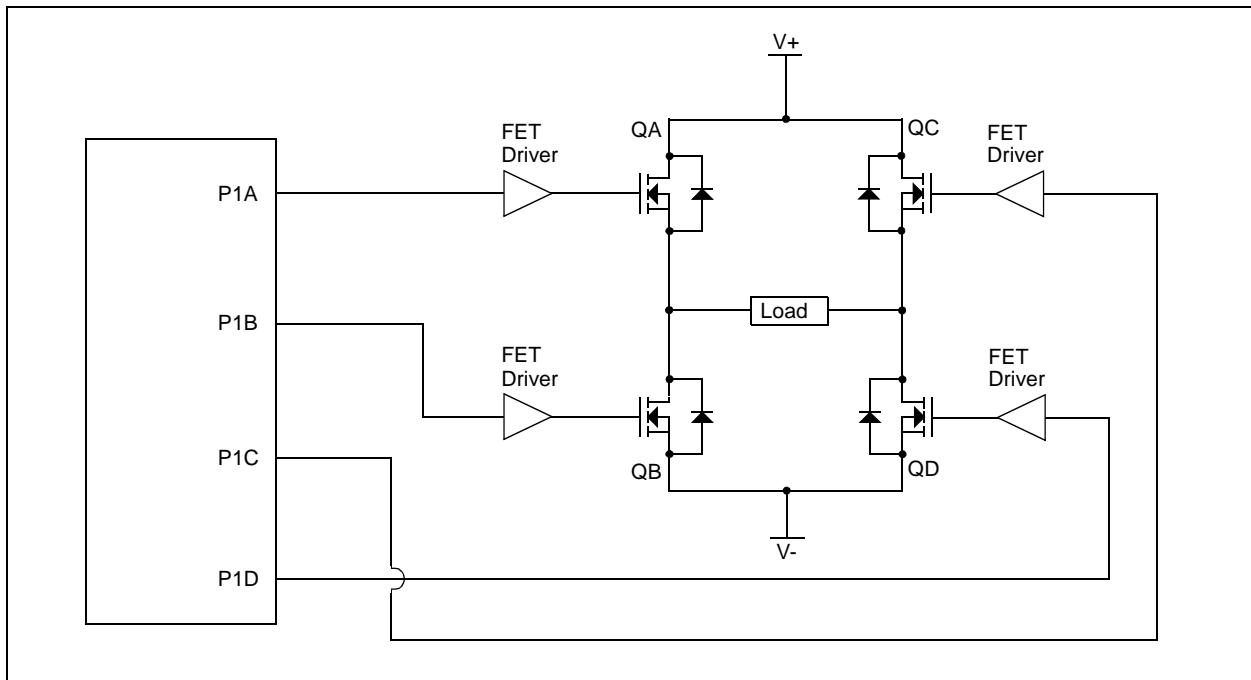 V+
FET
Driver
QA
QC
FET
Driver
P1A
Load
P1B
FET
Driver
FET
Driver
P1C
QB
QD
V-
P1D